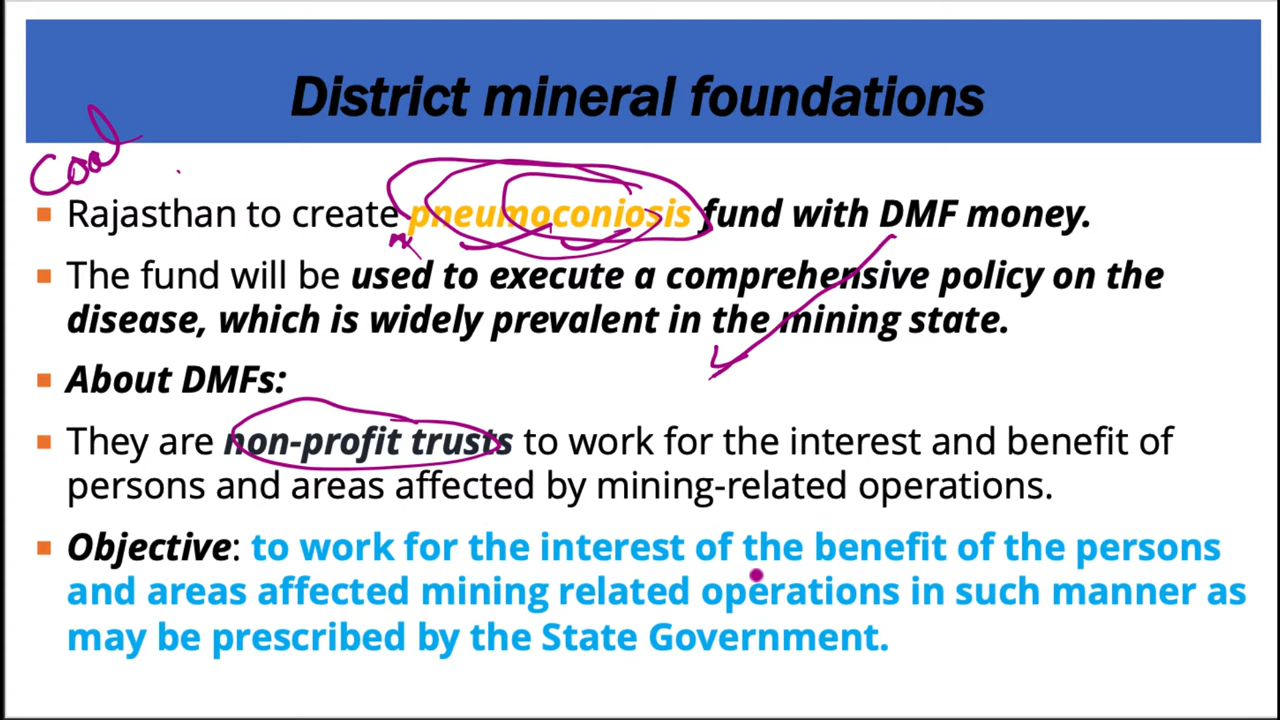 District mineral foundations
Coal
Rajasthan to create pneumoconiosis fund with DMF money.
The fund will be used to execute a comprehensive policy on the
disease, which is widely prevalent in the mining state.
About DMFs:
They are non-profit trusts to work for the interest and benefit of
persons and areas affected by mining-related operations.
Objective: to work for the interest of the benefit of the persons
and areas affected mining related operations in such manner as
may be prescribed by the State Government.